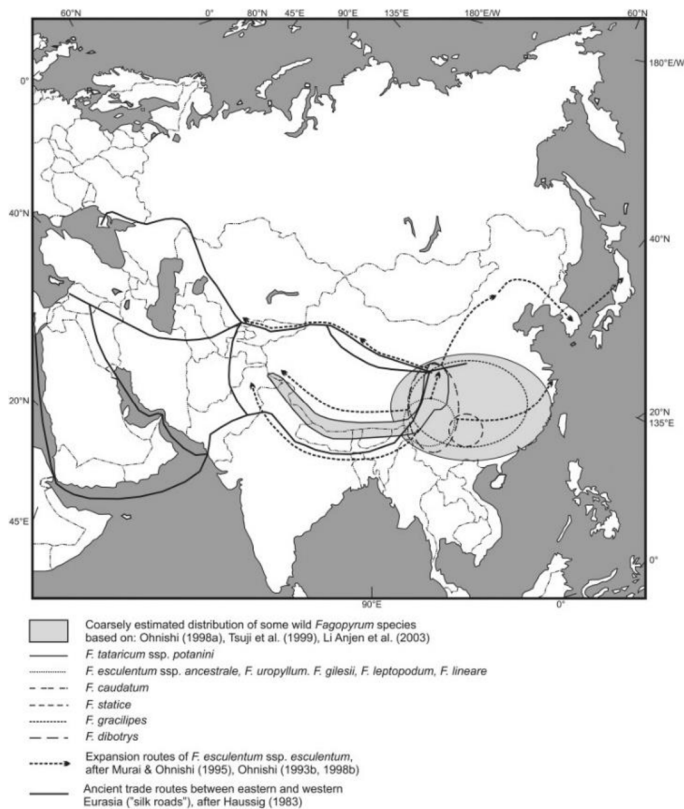 60°N 0° 30°E 45°E 90°E 180°E/W 60°N
180°E/W
0°
40°N 40°N
20°N 20°N
135°E
45°E
0°
90°E 0°
Coarsely estimated distribution of some wild Fagopyrum species
based on: Ohnishi (1998a), Tsuji et al. (1999), Li Anjen et al. (2003)
F. tataricum ssp. potanini
F. esculentum ssp. ancestrale, F. uropyllum. F. gilesii, F. leptopodum, F. lineare
F. caudatum
F. statice
F. gracilipes
F. dibotrys
Expansion routes of F. esculentum ssp. esculentum,
after Murai & Ohnishi (1995), Ohnishi (1993b, 1998b)
Ancient trade routes between eastern and western
Eurasia ("silk roads"), after Haussig (1983)